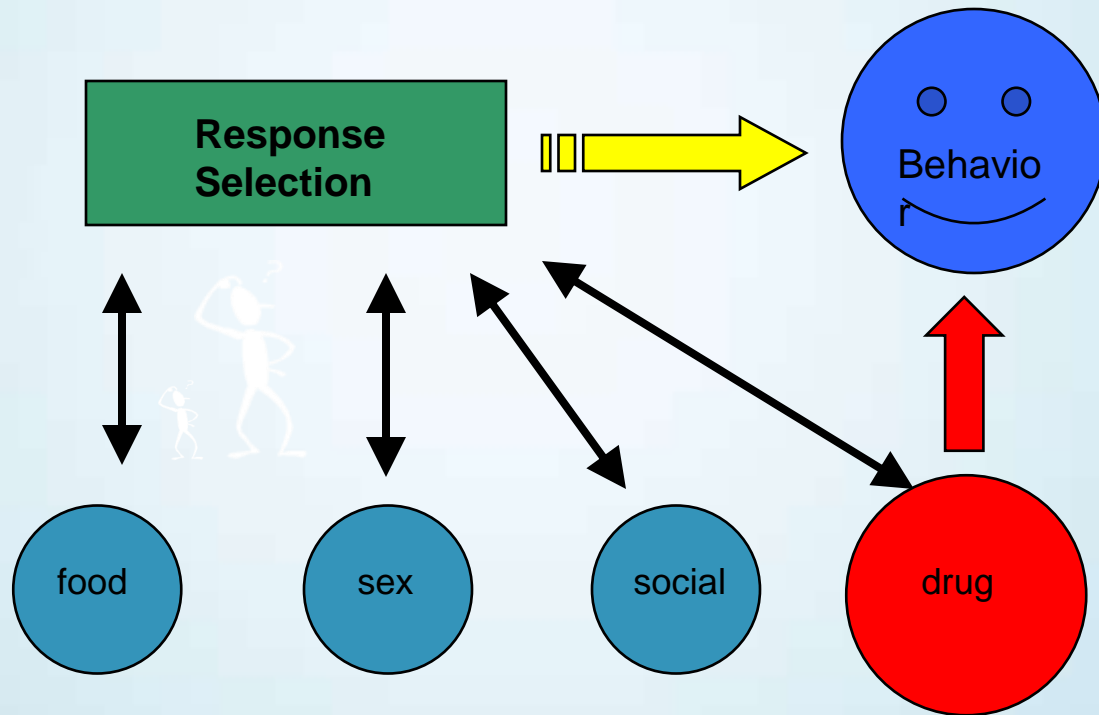 Response
Selection
Behavio
r
food
sex
social
drug